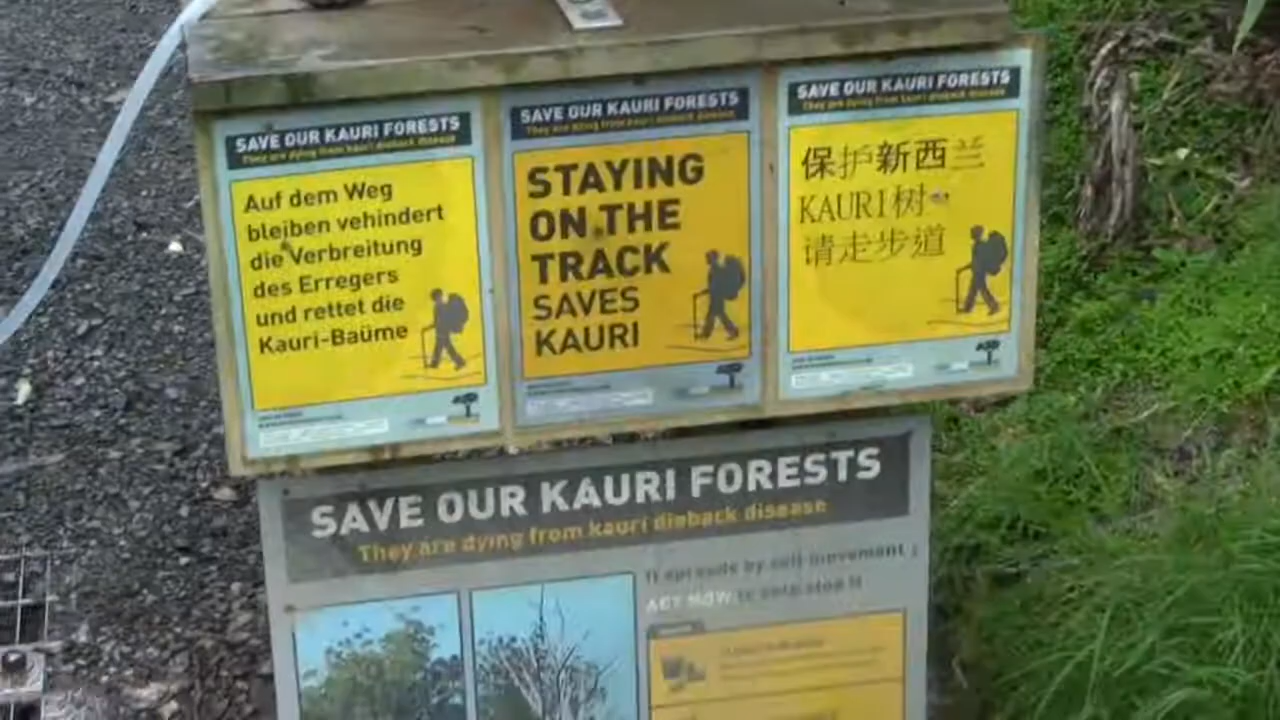 SAVE OUR KAURI FORESTS
They are dying from kauri dieback disease
Auf dem Weg
bleiben vehindert
die Verbreitung
des Erregers
und rettet die
Kauri-Baüme
SAVE OUR KAURI FORESTS
They are dying from kauri dieback disease
STAYING
ON THE
TRACK
SAVES
KAURI
SAVE OUR KAURI FORESTS
They are dying from kauri dieback disease
保护新西兰
KAURI树
请走步道
SAVE OUR KAURI FORESTS
They are dying from kauri dieback disease
It spreads by soil movement
ACT NOW to help stop it